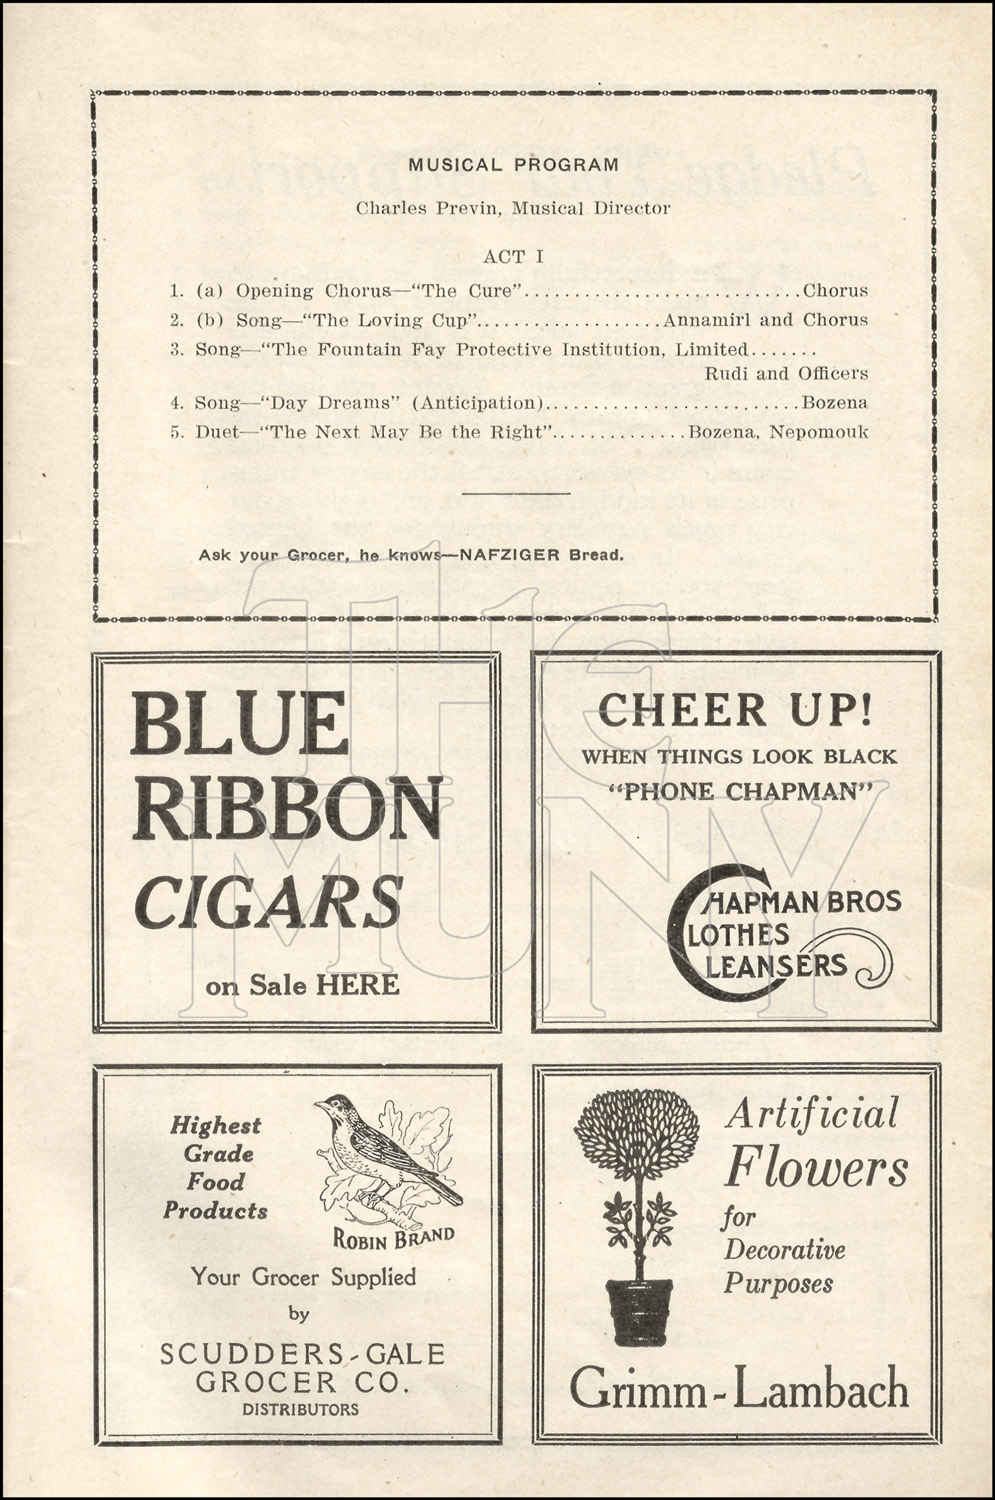 MUSICAL PROGRAM
Charles Previn, Musical Director
ACT I
1. (a) Opening Chorus—“The Cure”............................Chorus
2. (b) Song—“The Loving Cup”...................Annamirl and Chorus
3. Song—“The Fountain Fay Protective Institution, Limited.......
Rudi and Officers
4. Song—“Day Dreams” (Anticipation)..........................Bozena
5. Duet—“The Next May Be the Right”..............Bozena, Nepomouk
Ask your Grocer, he knows—NAFZIGER Bread.
THE
MUNY
BLUE
RIBBON
CIGARS
on Sale HERE
CHEER UP!
WHEN THINGS LOOK BLACK
“PHONE CHAPMAN”
CHAPMAN BROS
CLOTHES
CLEANSERS
Highest
Grade
Food
Products
ROBIN BRAND
Your Grocer Supplied
by
SCUDDERS-GALE
GROCER CO.
DISTRIBUTORS
Artificial
Flowers
for
Decorative
Purposes
Grimm-Lambach